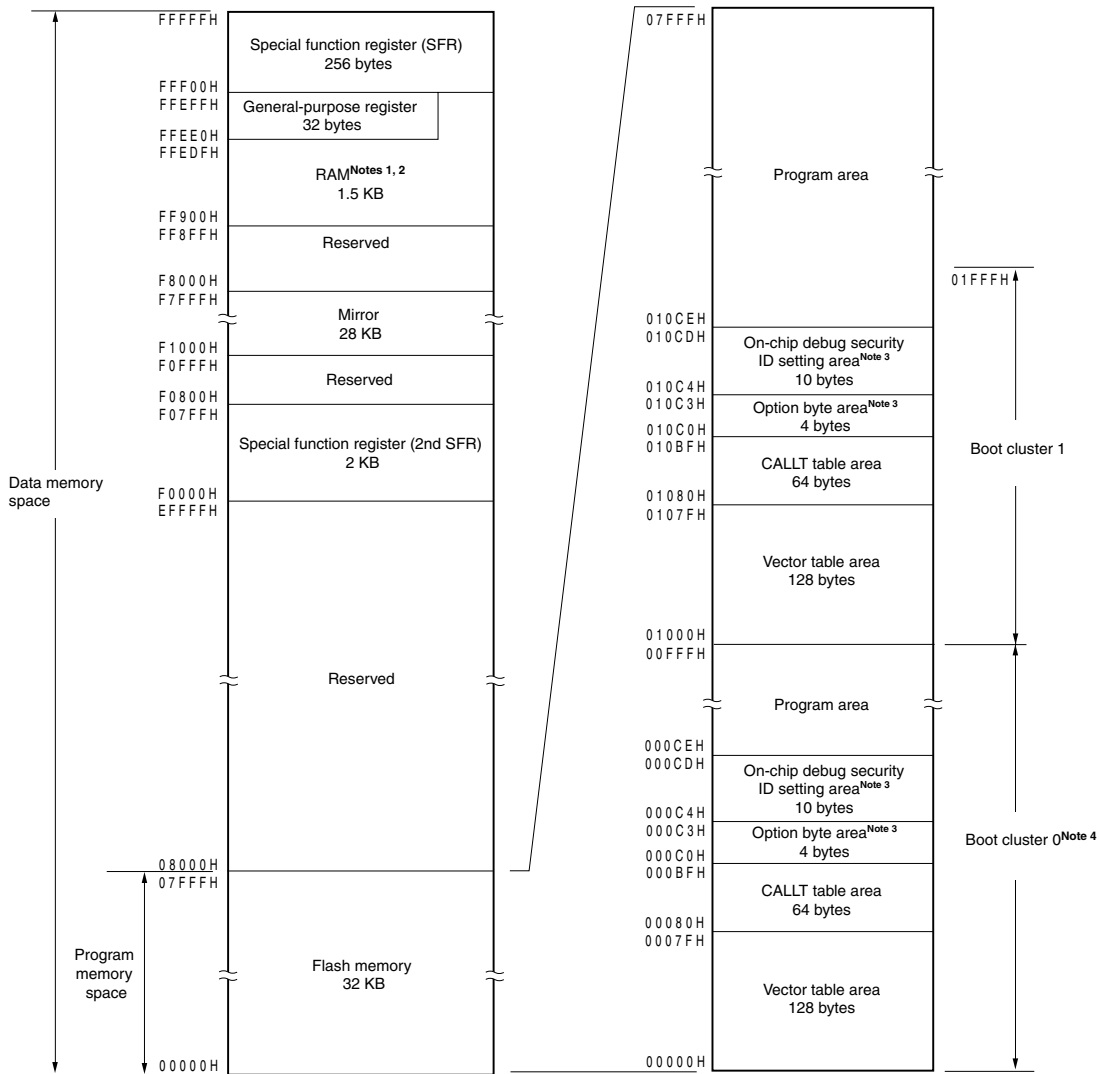 FFFFFH
Special function register (SFR)
256 bytes
FFF00H
FFEFFH
General-purpose register
32 bytes
FFEE0H
FFEDFH
RAMNotes 1, 2
1.5 KB
FF900H
FF8FFH
Reserved
F8000H
F7FFFH
Mirror
28 KB
F1000H
F0FFFH
Reserved
F0800H
F07FFH
Special function register (2nd SFR)
2 KB
F0000H
EFFFFH
Data memory
space
Reserved
08000H
07FFFH
Program
memory
space
Flash memory
32 KB
00000H
07FFFH
Program area
01FFFH
010CEH
010CDH
On-chip debug security
ID setting areaNote 3
10 bytes
010C4H
010C3H
Option byte areaNote 3
4 bytes
010C0H
010BFH
Boot cluster 1
CALLT table area
64 bytes
01080H
0107FH
Vector table area
128 bytes
01000H
00FFFH
Program area
000CEH
000CDH
On-chip debug security
ID setting areaNote 3
10 bytes
000C4H
000C3H
Option byte areaNote 3
4 bytes
Boot cluster 0Note 4
000C0H
000BFH
CALLT table area
64 bytes
00080H
0007FH
Vector table area
128 bytes
00000H